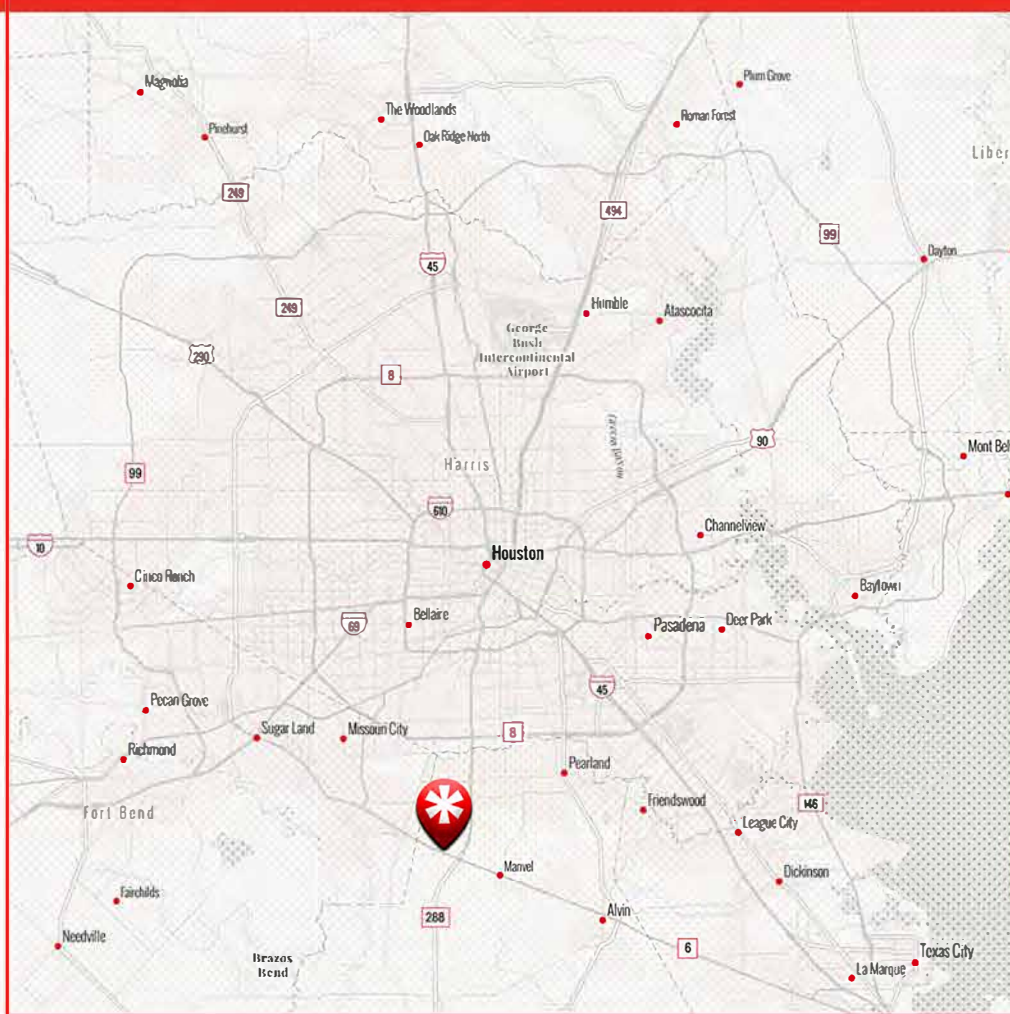 Plum Grove
Magnolia
The Woodlands
Roman Forest
Pinehurst
Oak Ridge North
Liber
249
494
99
Dayton
45
Humble
249
Atascocita
George
Bush
Intercontinental
Airport
290
8
90
Mont Bel
Harris
99
610
Channelview
10
Houston
Cinco Ranch
Baytown
Bellaire
69
Pasadena
Deer Park
45
Pecan Grove
Sugar Land
Missouri City
8
Richmond
Pearland
Fort Bend
Friendswood
146
League City
Manvel
Dickinson
Fairchilds
288
Alvin
Needville
6
Texas City
Brazos
Bend
La Marque